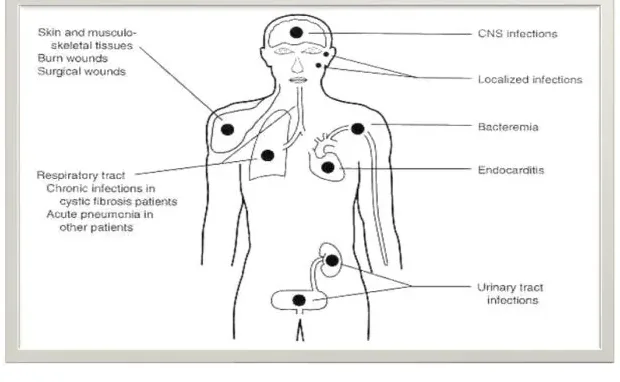 Skin and musculo-
skeletal tissues
Burn wounds
Surgical wounds
Respiratory tract
Chronic infections in
cystic fibrosis patients
Acute pneumonia in
other patients
CNS infections
Localized infections
Bacteremia
Endocarditis
Urinary tract
infections